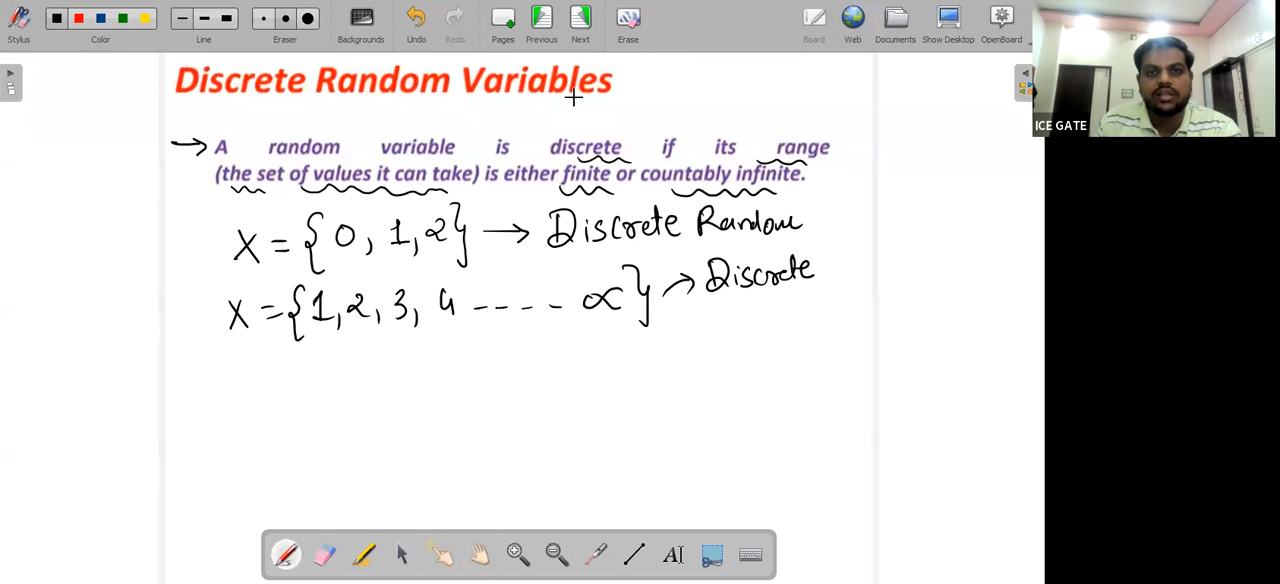 Stylus
Color
Line
Eraser
Backgrounds
Undo
Redo
Pages
Previous
Next
Erase
Board
Web
Documents
Show Desktop
OpenBoard
ICE GATE
Discrete Random Variables
A random variable is discrete if its range
(the set of values it can take) is either finite or countably infinite.
X = {0, 1, 2} → Discrete Random
X = {1, 2, 3, 4 ---- ∝} → Discrete
AI